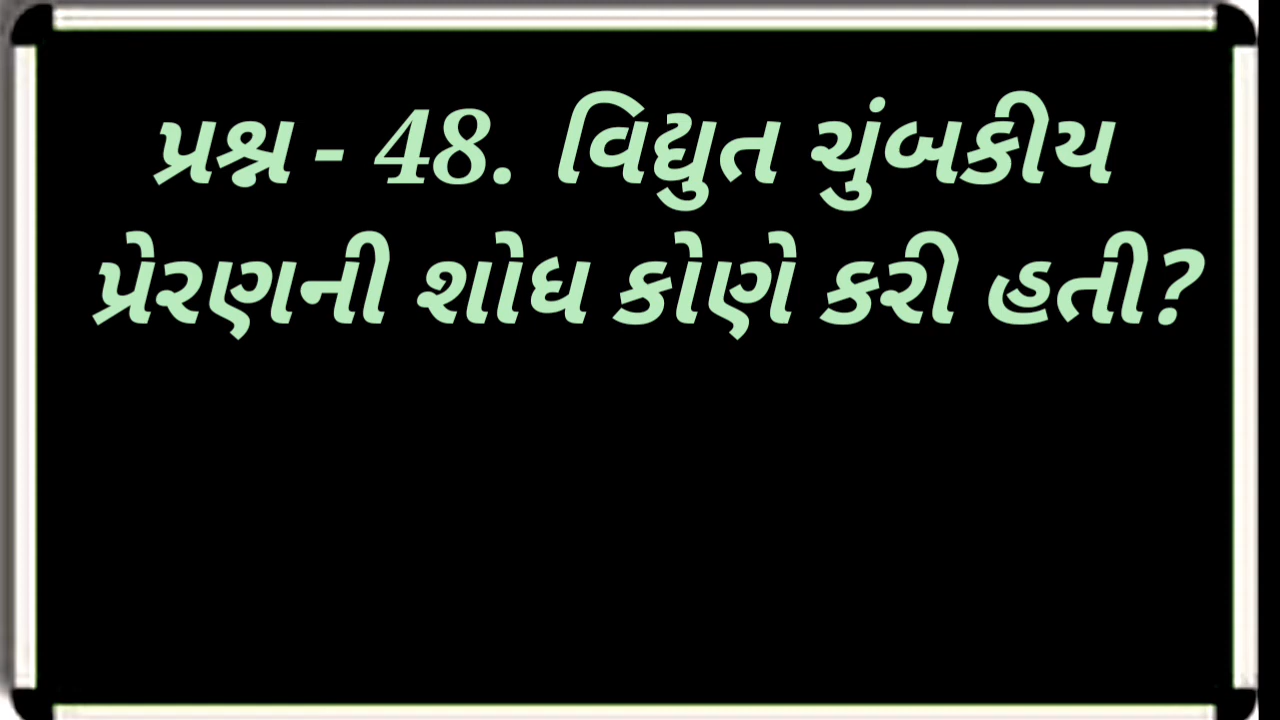 પ્રશ્ન - 48. વિદ્યુત ચુંબકીય
પ્રેરણની શોધ કોણે કરી હતી?